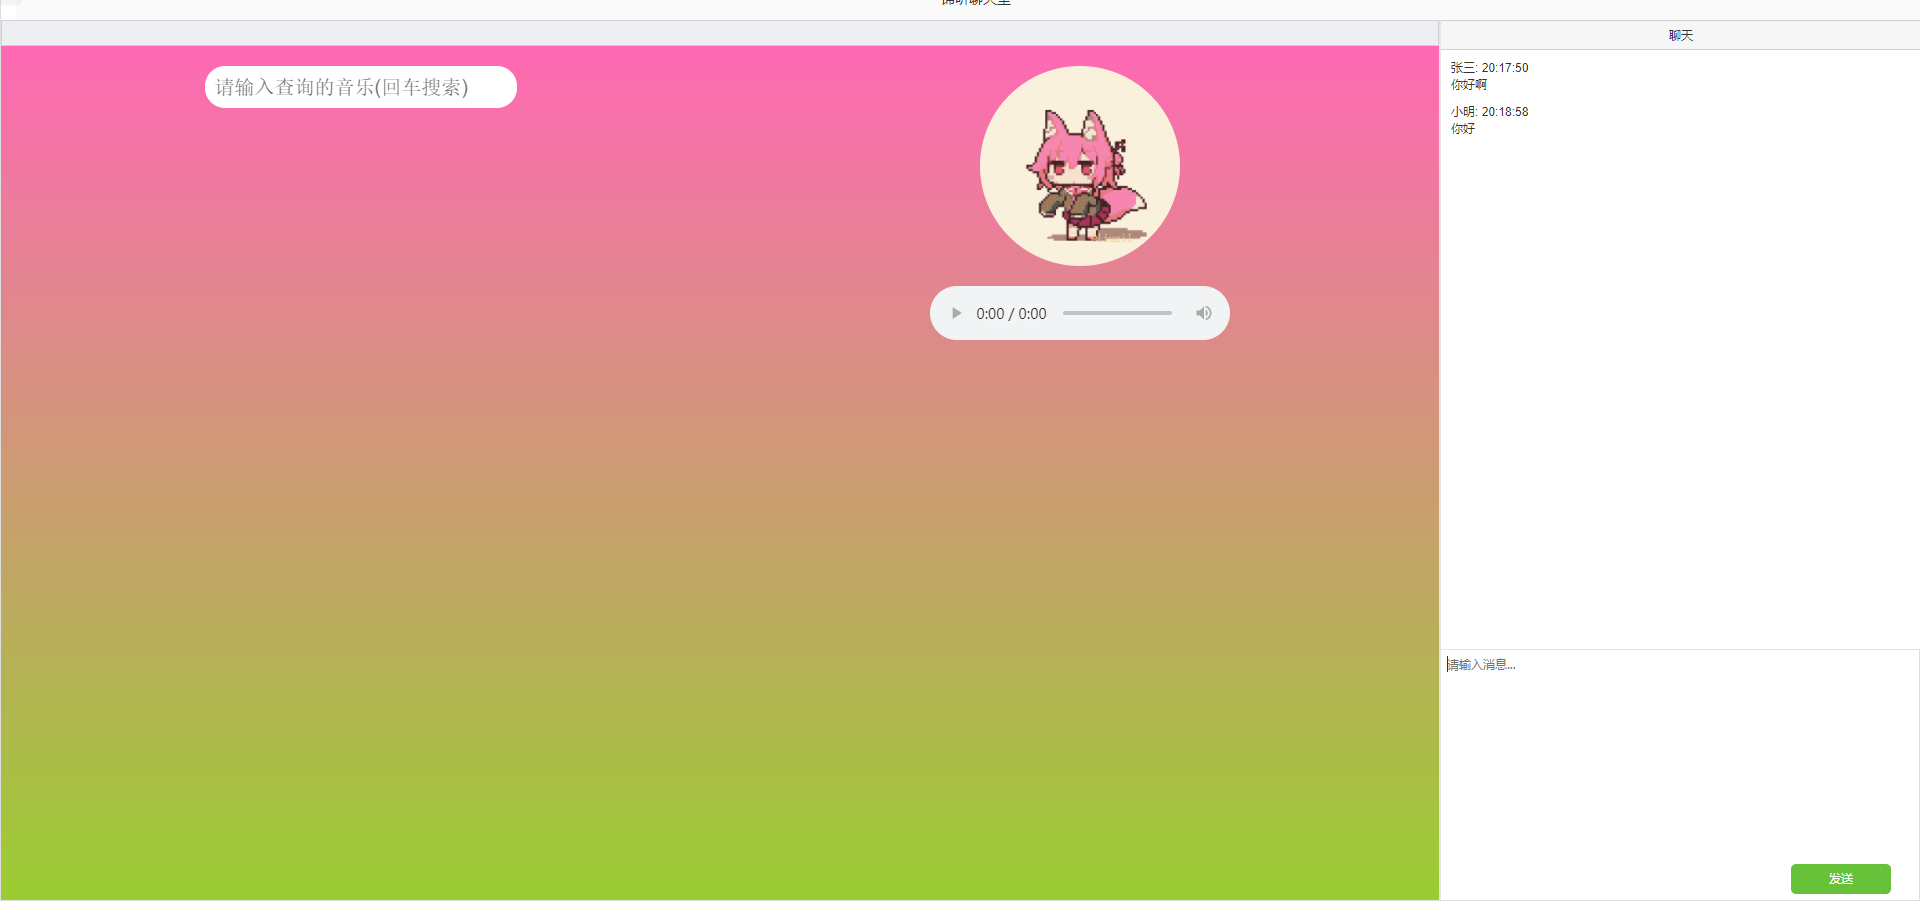 请输入查询的音乐(回车搜索)
0:00 / 0:00
聊天
张三: 20:17:50
你好啊
小明: 20:18:58
你好
请输入消息...
发送